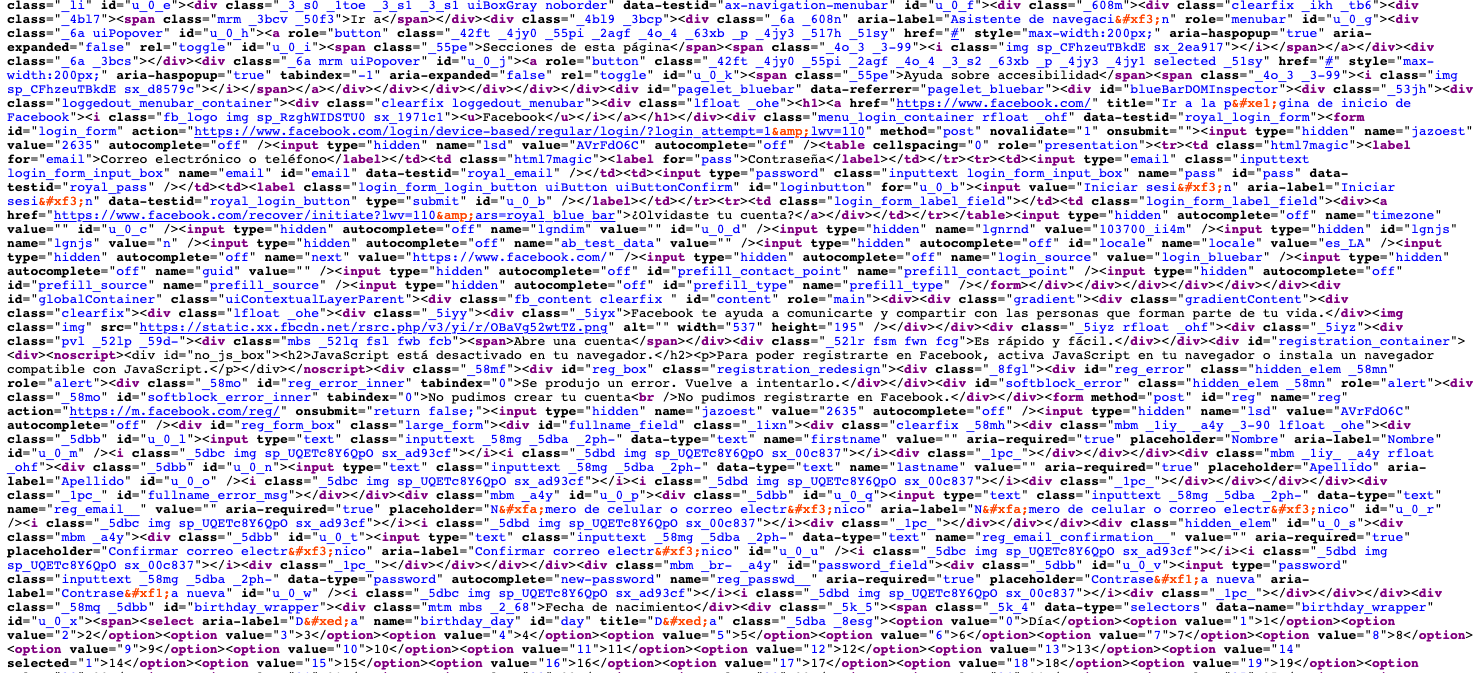 class="_li" id="u_0_e"><div class="_3_s0 _1toe _3_s1 _3_s1 uiBoxGray noborder" data-testid="ax-navigation-menubar" id="u_0_f"><div class="_608m"><div class="clearfix _ikh _tb6"><div
class="_4bl7"><span class="mrm _3bcv _50f3">Ir a</span></div><div class="_4bl9 _3bcp"><div class="_6a _608n" aria-label="Asistente de navegaci&#xf3;n" role="menubar" id="u_0_g"><div
class="_6a uiPopover" id="u_0_h"><a role="button" class="_42ft _4jy0 _55pi _2agf _4o_4 _63xb _p _4jy3 _517h _51sy" href="#" style="max-width:200px;" aria-haspopup="true" aria-
expanded="false" rel="toggle" id="u_0_i"><span class="_55pe">Secciones de esta página</span><span class="_4o_3 _3-99"><i class="img sp_CFhzeuTBkdE sx_2ea917"></i></span></a></div><div
class="_6a _3bcs"></div><div class="_6a mrm uiPopover" id="u_0_j"><a role="button" class="_42ft _4jy0 _55pi _2agf _4o_4 _3_s2 _63xb _p _4jy3 _4jy1 selected _51sy" href="#" style="max-
width:200px;" aria-haspopup="true" tabindex="-1" aria-expanded="false" rel="toggle" id="u_0_k"><span class="_55pe">Ayuda sobre accesibilidad</span><span class="_4o_3 _3-99"><i class="img
sp_CFhzeuTBkdE sx_d8579c"></i></span></a></div></div></div></div></div></div><div id="pagelet_bluebar" data-referrer="pagelet_bluebar"><div id="blueBarDOMInspector"><div class="_53jh"><div
class="loggedout_menubar_container"><div class="clearfix loggedout_menubar"><div class="lfloat _ohe"><h1><a href="https://www.facebook.com/" title="Ir a la p&#xe1;gina de inicio de
Facebook"><i class="fb_logo img sp_RzghWIDSTU0 sx_1971c1"><u>Facebook</u></i></a></h1></div><div class="menu_login_container rfloat _ohf" data-testid="royal_login_form"><form
id="login_form" action="https://www.facebook.com/login/device-based/regular/login/?login_attempt=1&amp;lwv=110" method="post" novalidate="1" onsubmit=""><input type="hidden" name="jazoest"
value="2635" autocomplete="off" /><input type="hidden" name="lsd" value="AVrFdO6C" autocomplete="off" /><table cellspacing="0" role="presentation"><tr><td class="html7magic"><label
for="email">Correo electrónico o teléfono</label></td><td class="html7magic"><label for="pass">Contraseña</label></td></tr><tr><td><input type="email" class="inputtext
login_form_input_box" name="email" id="email" data-testid="royal_email" /></td><td><input type="password" class="inputtext login_form_input_box" name="pass" id="pass" data-
testid="royal_pass" /></td><td><label class="login_form_login_button uiButton uiButtonConfirm" id="loginbutton" for="u_0_b"><input value="Iniciar sesi&#xf3;n" aria-label="Iniciar
sesi&#xf3;n" data-testid="royal_login_button" type="submit" id="u_0_b" /></label></td></tr><tr><td class="login_form_label_field"></td><td class="login_form_label_field"><div><a
href="https://www.facebook.com/recover/initiate?lwv=110&amp;ars=royal_blue_bar">¿Olvidaste tu cuenta?</a></div></td></tr></table><input type="hidden" autocomplete="off" name="timezone"
value="" id="u_0_c" /><input type="hidden" autocomplete="off" name="lgndim" value="" id="u_0_d" /><input type="hidden" name="lgnrnd" value="103700_ii4m" /><input type="hidden" id="lgnjs"
name="lgnjs" value="n" /><input type="hidden" autocomplete="off" name="ab_test_data" value="" /><input type="hidden" autocomplete="off" id="locale" name="locale" value="es_LA" /><input
type="hidden" autocomplete="off" name="next" value="https://www.facebook.com/" /><input type="hidden" autocomplete="off" name="login_source" value="login_bluebar" /><input type="hidden"
autocomplete="off" name="guid" value="" /><input type="hidden" autocomplete="off" id="prefill_contact_point" name="prefill_contact_point" /><input type="hidden" autocomplete="off"
id="prefill_source" name="prefill_source" /><input type="hidden" autocomplete="off" id="prefill_type" name="prefill_type" /></form></div></div></div></div></div></div><div
id="globalContainer" class="uiContextualLayerParent"><div class="fb_content clearfix " id="content" role="main"><div><div class="gradient"><div class="gradientContent"><div
class="clearfix"><div class="lfloat _ohe"><div class="_5iyy"><div class="_5iyx">Facebook te ayuda a comunicarte y compartir con las personas que forman parte de tu vida.</div><img
class="img" src="https://static.xx.fbcdn.net/rsrc.php/v3/yi/r/OBaVg52wtTZ.png" alt="" width="537" height="195" /></div></div><div class="_5iyz rfloat _ohf"><div class="_5iyz"><div
class="pvl _52lp _59d-"><div class="mbs _52lq fsl fwb fcb"><span>Abre una cuenta</span></div><div class="_52lr fsm fwn fcg">Es rápido y fácil.</div></div><div id="registration_container">
<div><noscript><div id="no_js_box"><h2>JavaScript está desactivado en tu navegador.</h2><p>Para poder registrarte en Facebook, activa JavaScript en tu navegador o instala un navegador
compatible con JavaScript.</p></div></noscript><div class="_58mf"><div id="reg_box" class="registration_redesign"><div class="_8fgl"><div id="reg_error" class="hidden_elem _58mn"
role="alert"><div class="_58mo" id="reg_error_inner" tabindex="0">Se produjo un error. Vuelve a intentarlo.</div></div><div id="softblock_error" class="hidden_elem _58mn" role="alert"><div
class="_58mo" id="softblock_error_inner" tabindex="0">No pudimos crear tu cuenta<br />No pudimos registrarte en Facebook.</div></div><form method="post" id="reg" name="reg"
action="https://m.facebook.com/reg/" onsubmit="return false;"><input type="hidden" name="jazoest" value="2635" autocomplete="off" /><input type="hidden" name="lsd" value="AVrFdO6C"
autocomplete="off" /><div id="reg_form_box" class="large_form"><div id="fullname_field" class="_1ixn"><div class="clearfix _58mh"><div class="mbm _1iy_ _a4y _3-90 lfloat _ohe"><div
class="_5dbb" id="u_0_l"><input type="text" class="inputtext _58mg _5dba _2ph-" data-type="text" name="firstname" value="" aria-required="true" placeholder="Nombre" aria-label="Nombre"
id="u_0_m" /><i class="_5dbc img sp_UQETc8Y6QpO sx_ad93cf"></i><i class="_5dbd img sp_UQETc8Y6QpO sx_00c837"></i><div class="_1pc_"></div></div></div><div class="mbm _1iy_ _a4y rfloat
_ohf"><div class="_5dbb" id="u_0_n"><input type="text" class="inputtext _58mg _5dba _2ph-" data-type="text" name="lastname" value="" aria-required="true" placeholder="Apellido" aria-
label="Apellido" id="u_0_o" /><i class="_5dbc img sp_UQETc8Y6QpO sx_ad93cf"></i><i class="_5dbd img sp_UQETc8Y6QpO sx_00c837"></i><div class="_1pc_"></div></div></div></div><div
class="_1pc_" id="fullname_error_msg"></div></div><div class="mbm _a4y" id="u_0_p"><div class="_5dbb" id="u_0_q"><input type="text" class="inputtext _58mg _5dba _2ph-" data-type="text"
name="reg_email__" value="" aria-required="true" placeholder="N&#xfa;mero de celular o correo electr&#xf3;nico" aria-label="N&#xfa;mero de celular o correo electr&#xf3;nico" id="u_0_r"
/><i class="_5dbc img sp_UQETc8Y6QpO sx_ad93cf"></i><i class="_5dbd img sp_UQETc8Y6QpO sx_00c837"></i><div class="_1pc_"></div></div></div><div class="hidden_elem" id="u_0_s"><div
class="mbm _a4y"><div class="_5dbb" id="u_0_t"><input type="text" class="inputtext _58mg _5dba _2ph-" data-type="text" name="reg_email_confirmation__" value="" aria-required="true"
placeholder="Confirmar correo electr&#xf3;nico" aria-label="Confirmar correo electr&#xf3;nico" id="u_0_u" /><i class="_5dbc img sp_UQETc8Y6QpO sx_ad93cf"></i><i class="_5dbd img
sp_UQETc8Y6QpO sx_00c837"></i><div class="_1pc_"></div></div></div></div><div class="mbm _br- _a4y" id="password_field"><div class="_5dbb" id="u_0_v"><input type="password"
class="inputtext _58mg _5dba _2ph-" data-type="password" autocomplete="new-password" name="reg_passwd__" aria-required="true" placeholder="Contrase&#xf1;a nueva" aria-
label="Contrase&#xf1;a nueva" id="u_0_w" /><i class="_5dbc img sp_UQETc8Y6QpO sx_ad93cf"></i><i class="_5dbd img sp_UQETc8Y6QpO sx_00c837"></i><div class="_1pc_"></div></div></div><div
class="_58mq _5dbb" id="birthday_wrapper"><div class="mtm mbs _2_68">Fecha de nacimiento</div><div class="_5k_5"><span class="_5k_4" data-type="selectors" data-name="birthday_wrapper"
id="u_0_x"><span><select aria-label="D&#xed;a" name="birthday_day" id="day" title="D&#xed;a" class="_5dba _8esg"><option value="0">Día</option><option value="1">1</option><option
value="2">2</option><option value="3">3</option><option value="4">4</option><option value="5">5</option><option value="6">6</option><option value="7">7</option><option value="8">8</option>
<option value="9">9</option><option value="10">10</option><option value="11">11</option><option value="12">12</option><option value="13">13</option><option value="14"
selected="1">14</option><option value="15">15</option><option value="16">16</option><option value="17">17</option><option value="18">18</option><option value="19">19</option><option